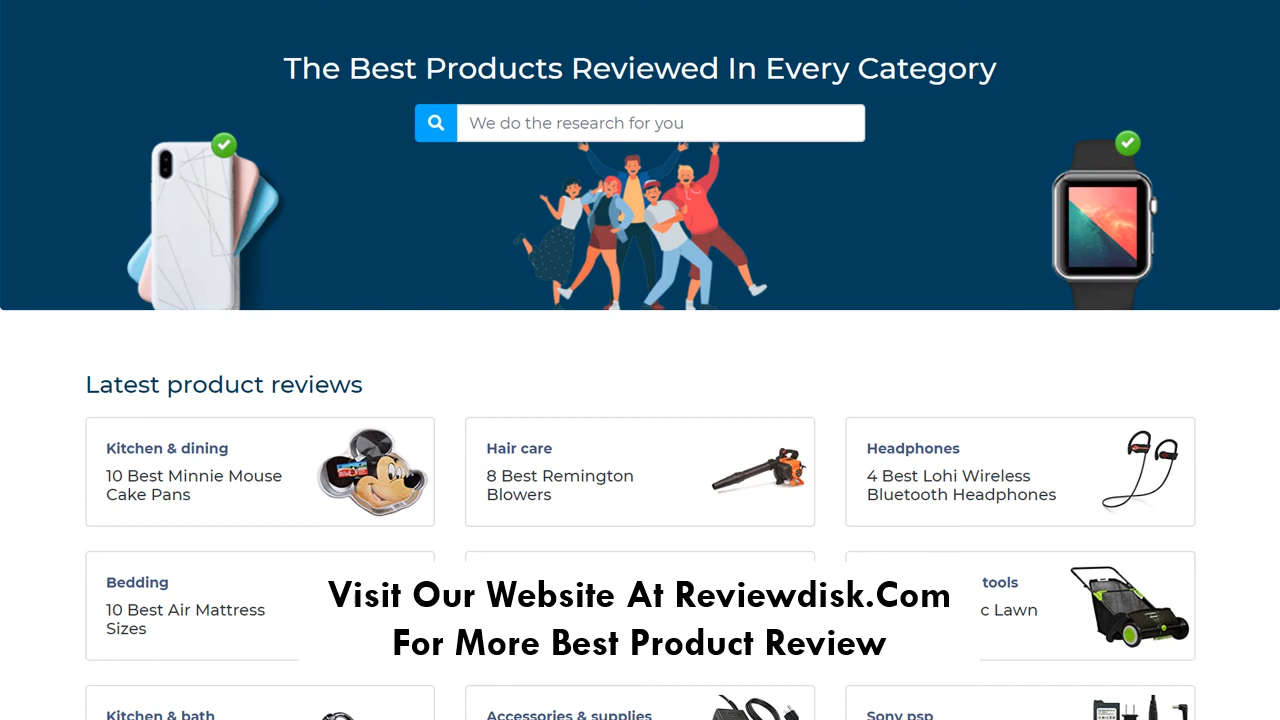 The Best Products Reviewed In Every Category
We do the research for you
Latest product reviews
Kitchen & dining
10 Best Minnie Mouse
Cake Pans
Hair care
8 Best Remington
Blowers
Headphones
4 Best Lohi Wireless
Bluetooth Headphones
Bedding
10 Best Air Mattress
Sizes
tools
c Lawn
Visit Our Website At Reviewdisk.Com
For More Best Product Review
Kitchen & bath
Accessories & supplies
Sony psp